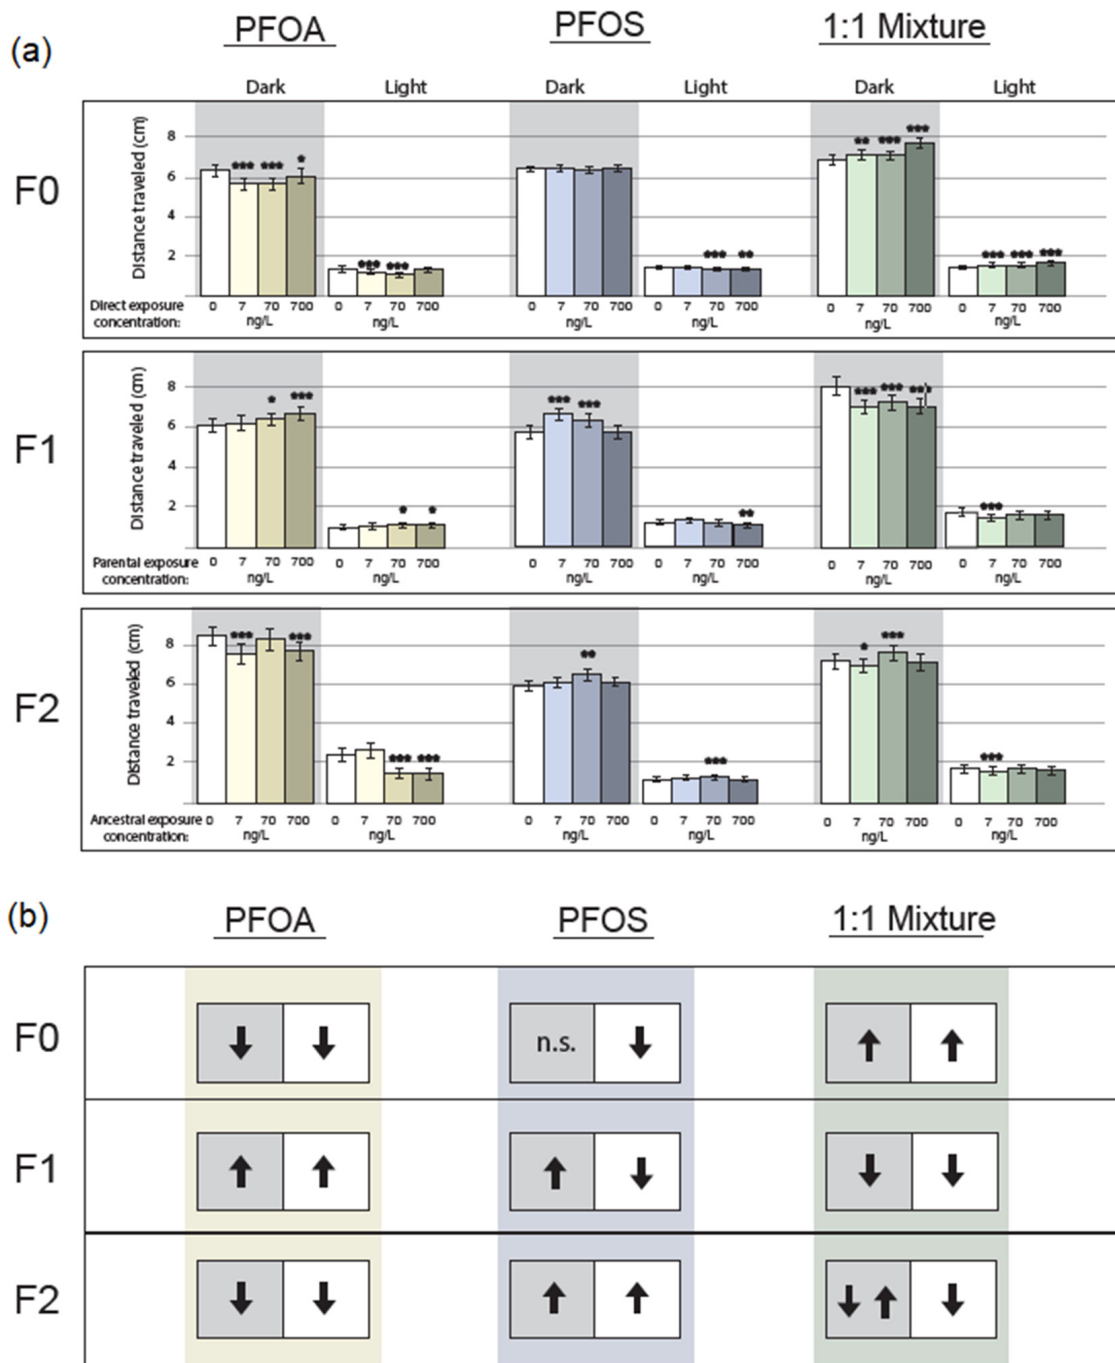 (a)
PFOA PFOS 1:1 Mixture
Dark Light Dark Light Dark Light
F0
Distance traveled (cm)
8
6
4
2
*** *** * *** *** *** ** ** *** *** *** *** ***
Direct exposure concentration:
0 7 70 700 0 7 70 700 0 7 70 700 0 7 70 700 0 7 70 700 0 7 70 700
ng/L ng/L ng/L ng/L ng/L ng/L
F1
Distance traveled (cm)
8
6
4
2
* *** * * *** *** ** *** *** *** ***
Parental exposure concentration:
0 7 70 700 0 7 70 700 0 7 70 700 0 7 70 700 0 7 70 700 0 7 70 700
ng/L ng/L ng/L ng/L ng/L ng/L
F2
Distance traveled (cm)
8
6
4
2
*** *** *** *** ** *** * *** ***
Ancestral exposure concentration:
0 7 70 700 0 7 70 700 0 7 70 700 0 7 70 700 0 7 70 700 0 7 70 700
ng/L ng/L ng/L ng/L ng/L ng/L
(b)
PFOA PFOS 1:1 Mixture
F0
n.s.
F1
F2